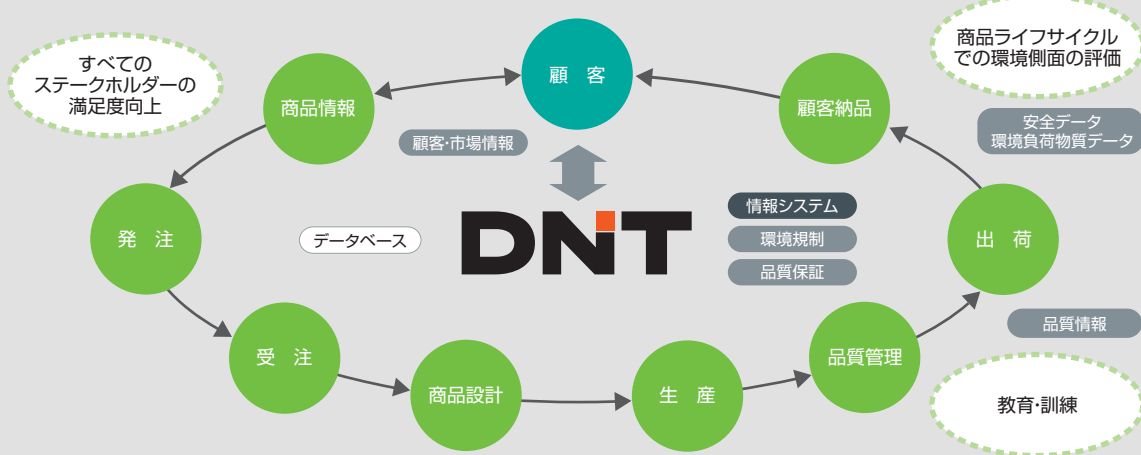 すべての
ステークホルダーの
満足度向上
商品情報
顧　客
顧客納品
商品ライフサイクル
での環境側面の評価
安全データ
環境負荷物質データ
顧客・市場情報
発　注
データベース
DNT
情報システム
環境規制
品質保証
出　荷
品質情報
受　注
商品設計
生　産
品質管理
教育・訓練